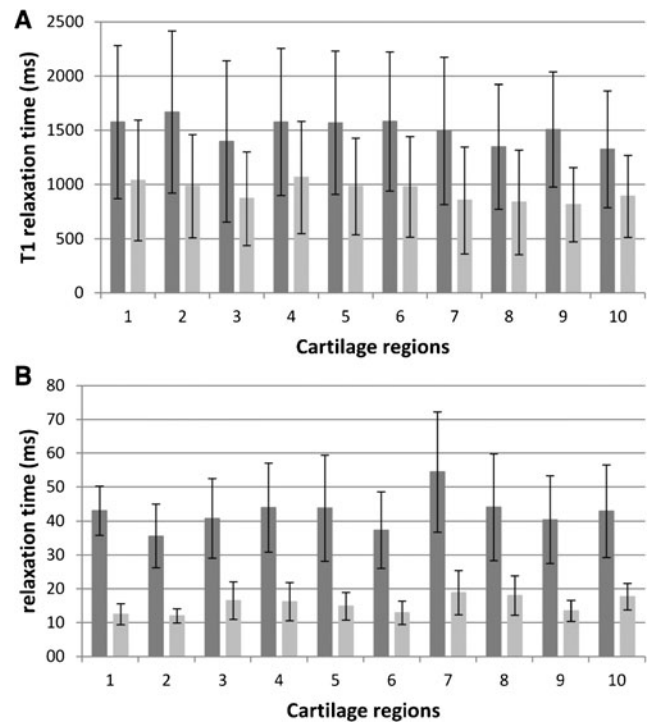 A
T1 relaxation time (ms)
2500
2000
1500
1000
500
0
1 2 3 4 5 6 7 8 9 10
Cartilage regions
B
relaxation time (ms)
80
70
60
50
40
30
20
10
00
1 2 3 4 5 6 7 8 9 10
Cartilage regions